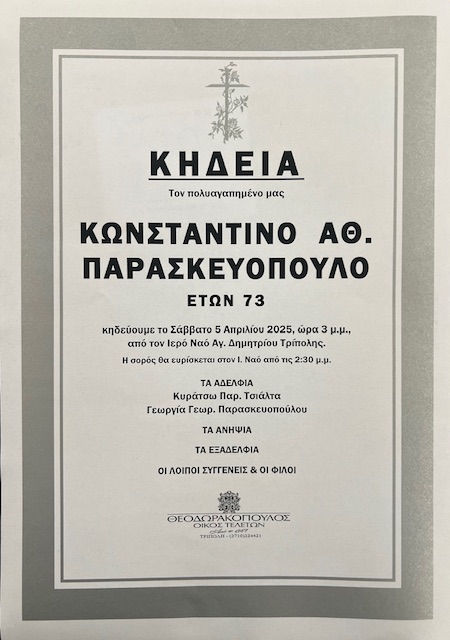 ΚΗΔΕΙΑ
Τον πολυαγαπημένο μας
ΚΩΝΣΤΑΝΤΙΝΟ ΑΘ.
ΠΑΡΑΣΚΕΥΟΠΟΥΛΟ
ΕΤΩΝ 73
κηδεύουμε το Σάββατο 5 Απριλίου 2025, ώρα 3 μ.μ.,
από τον Ιερό Ναό Αγ. Δημητρίου Τρίπολης.
Η σορός θα ευρίσκεται στον Ι. Ναό από τις 2:30 μ.μ.
ΤΑ ΑΔΕΛΦΙΑ
Κυράτσω Παρ. Τσιάλτα
Γεωργία Γεωρ. Παρασκευοπούλου
ΤΑ ΑΝΗΨΙΑ
ΤΑ ΕΞΑΔΕΛΦΙΑ
ΟΙ ΛΟΙΠΟΙ ΣΥΓΓΕΝΕΙΣ & ΟΙ ΦΙΛΟΙ
ΘΕΟΔΩΡΑΚΟΠΟΥΛΟΣ
ΟΙΚΟΣ ΤΕΛΕΤΩΝ
ΤΡΙΠΟΛΗ